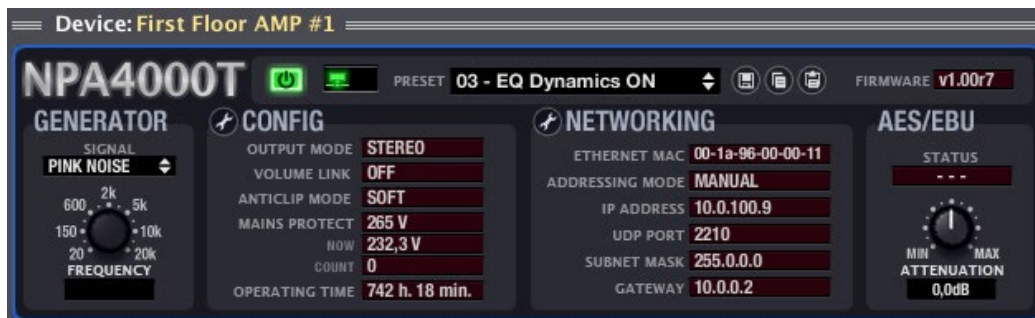 Device: First Floor AMP #1
NPA4000T
PRESET 03 - EQ Dynamics ON
FIRMWARE v1.00r7
GENERATOR
SIGNAL
PINK NOISE
600 2k 5k
150 10k
20 20k
FREQUENCY
CONFIG
OUTPUT MODE STEREO
VOLUME LINK OFF
ANTICLIP MODE SOFT
MAINS PROTECT 265 V
NOW 232,3 V
COUNT 0
OPERATING TIME 742 h. 18 min.
NETWORKING
ETHERNET MAC 00-1a-96-00-00-11
ADDRESSING MODE MANUAL
IP ADDRESS 10.0.100.9
UDP PORT 2210
SUBNET MASK 255.0.0.0
GATEWAY 10.0.0.2
AES/EBU
STATUS
---
MIN MAX
ATTENUATION
0,0dB